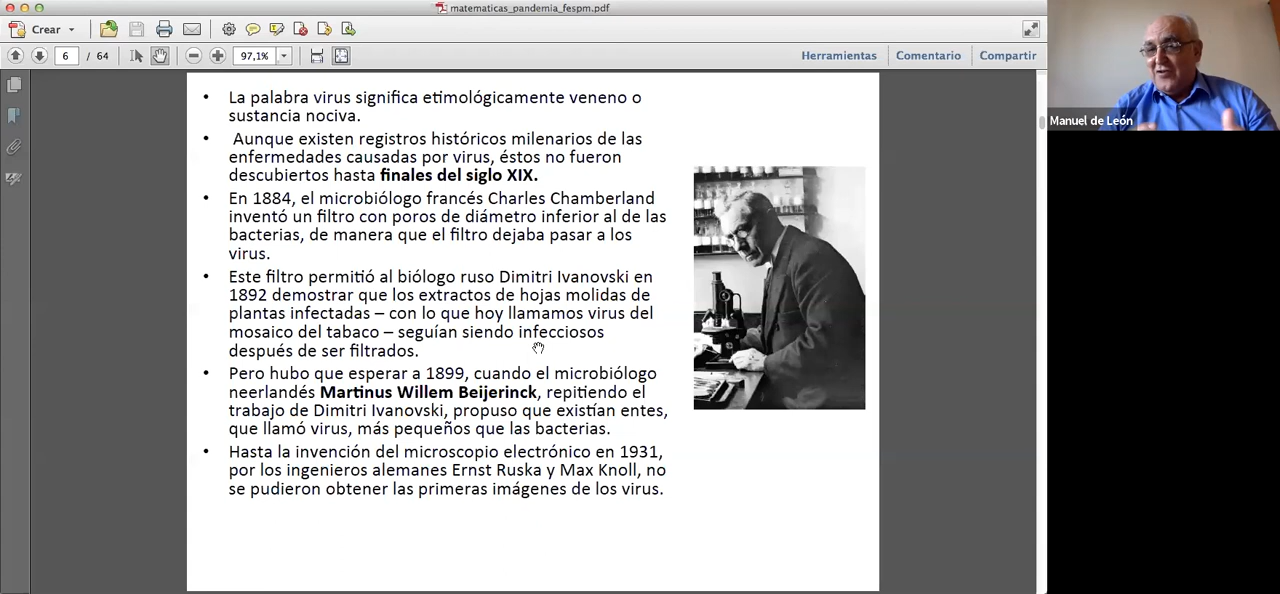 matematicas_pandemia_fespm.pdf
Crear
6 / 64
97,1%
Herramientas
Comentario
Compartir
• La palabra virus significa etimológicamente veneno o
sustancia nociva.
• Aunque existen registros históricos milenarios de las
enfermedades causadas por virus, éstos no fueron
descubiertos hasta finales del siglo XIX.
• En 1884, el microbiólogo francés Charles Chamberland
inventó un filtro con poros de diámetro inferior al de las
bacterias, de manera que el filtro dejaba pasar a los
virus.
• Este filtro permitió al biólogo ruso Dimitri Ivanovski en
1892 demostrar que los extractos de hojas molidas de
plantas infectadas – con lo que hoy llamamos virus del
mosaico del tabaco – seguían siendo infecciosos
después de ser filtrados.
• Pero hubo que esperar a 1899, cuando el microbiólogo
neerlandés Martinus Willem Beijerinck, repitiendo el
trabajo de Dimitri Ivanovski, propuso que existían entes,
que llamó virus, más pequeños que las bacterias.
• Hasta la invención del microscopio electrónico en 1931,
por los ingenieros alemanes Ernst Ruska y Max Knoll, no
se pudieron obtener las primeras imágenes de los virus.
Manuel de León